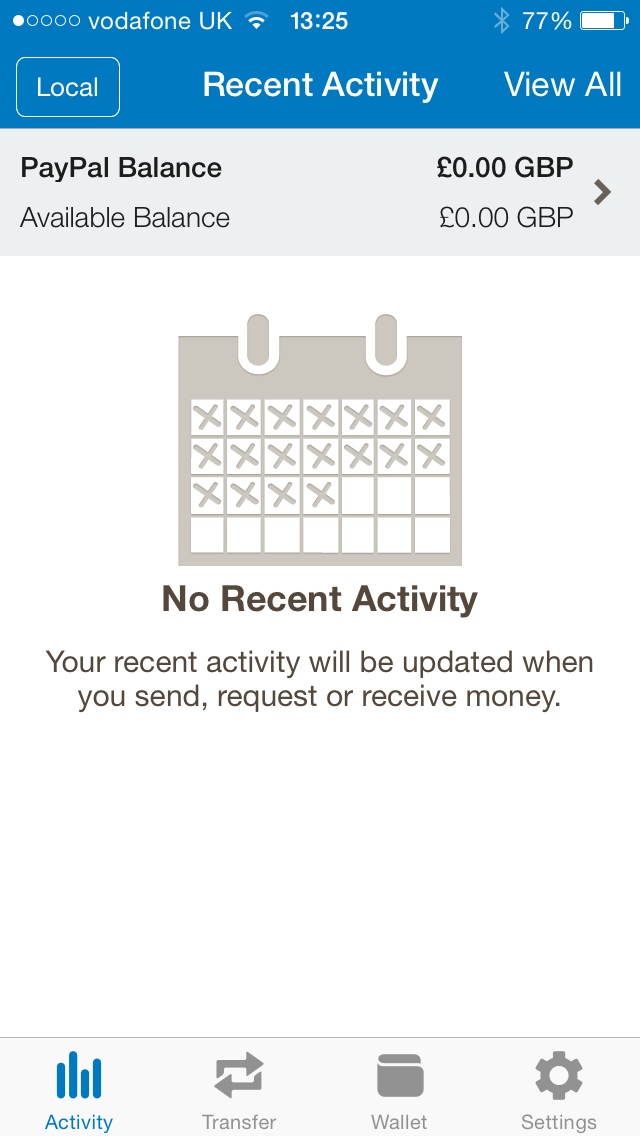 vodafone UK 13:25 77%
Local Recent Activity View All
PayPal Balance £0.00 GBP
Available Balance £0.00 GBP
No Recent Activity
Your recent activity will be updated when
you send, request or receive money.
Activity Transfer Wallet Settings